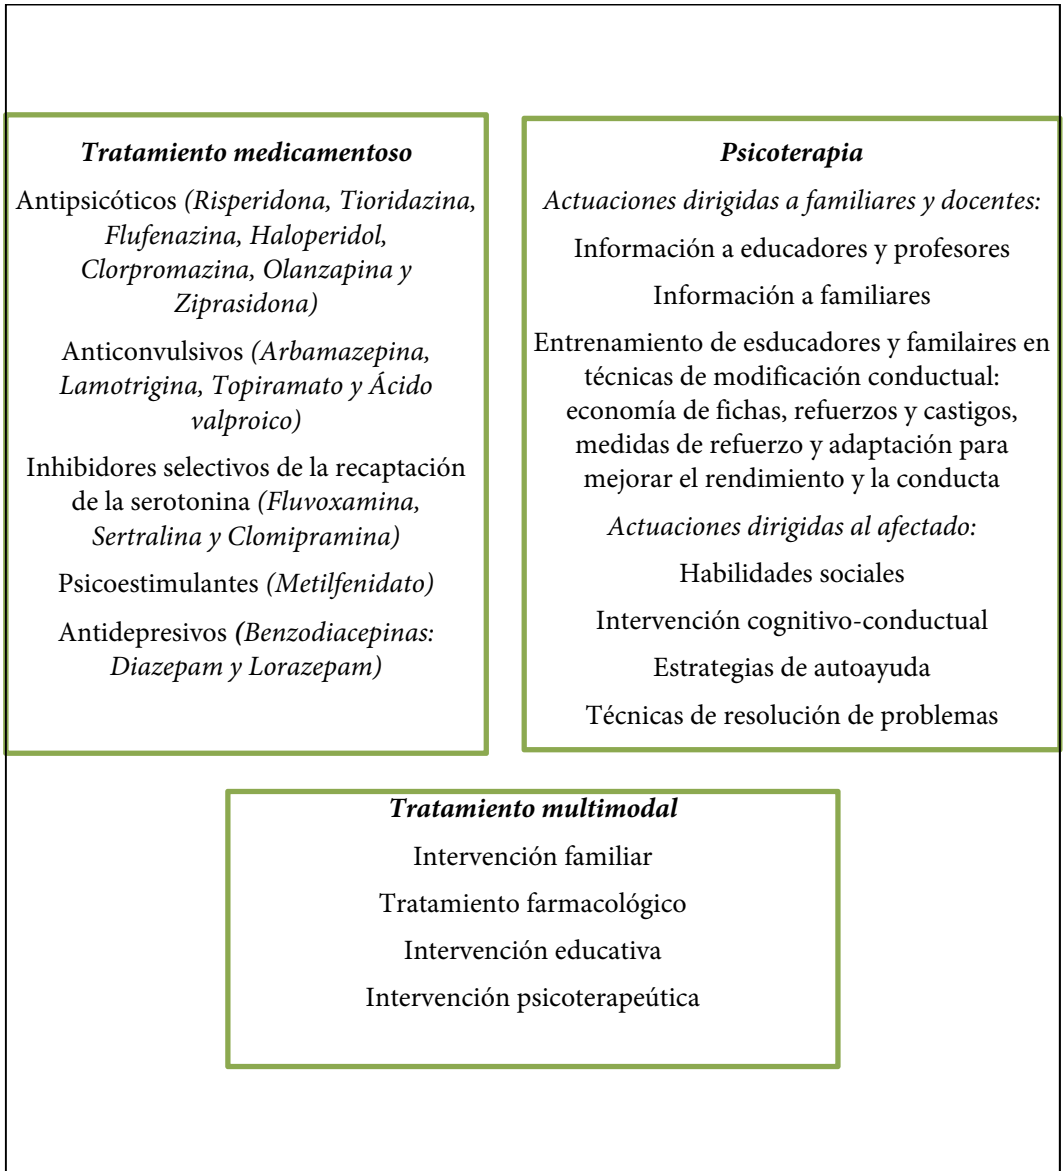 Tratamiento medicamentoso
Antipsicóticos (Risperidona, Tioridazina,
Flufenazina, Haloperidol,
Clorpromazina, Olanzapina y
Ziprasidona)
Anticonvulsivos (Arbamazepina,
Lamotrigina, Topiramato y Ácido
valproico)
Inhibidores selectivos de la recaptación
de la serotonina (Fluvoxamina,
Sertralina y Clomipramina)
Psicoestimulantes (Metilfenidato)
Antidepresivos (Benzodiacepinas:
Diazepam y Lorazepam)
Psicoterapia
Actuaciones dirigidas a familiares y docentes:
Información a educadores y profesores
Información a familiares
Entrenamiento de esducadores y familaires en
técnicas de modificación conductual:
economía de fichas, refuerzos y castigos,
medidas de refuerzo y adaptación para
mejorar el rendimiento y la conducta
Actuaciones dirigidas al afectado:
Habilidades sociales
Intervención cognitivo-conductual
Estrategias de autoayuda
Técnicas de resolución de problemas
Tratamiento multimodal
Intervención familiar
Tratamiento farmacológico
Intervención educativa
Intervención psicoterapeútica